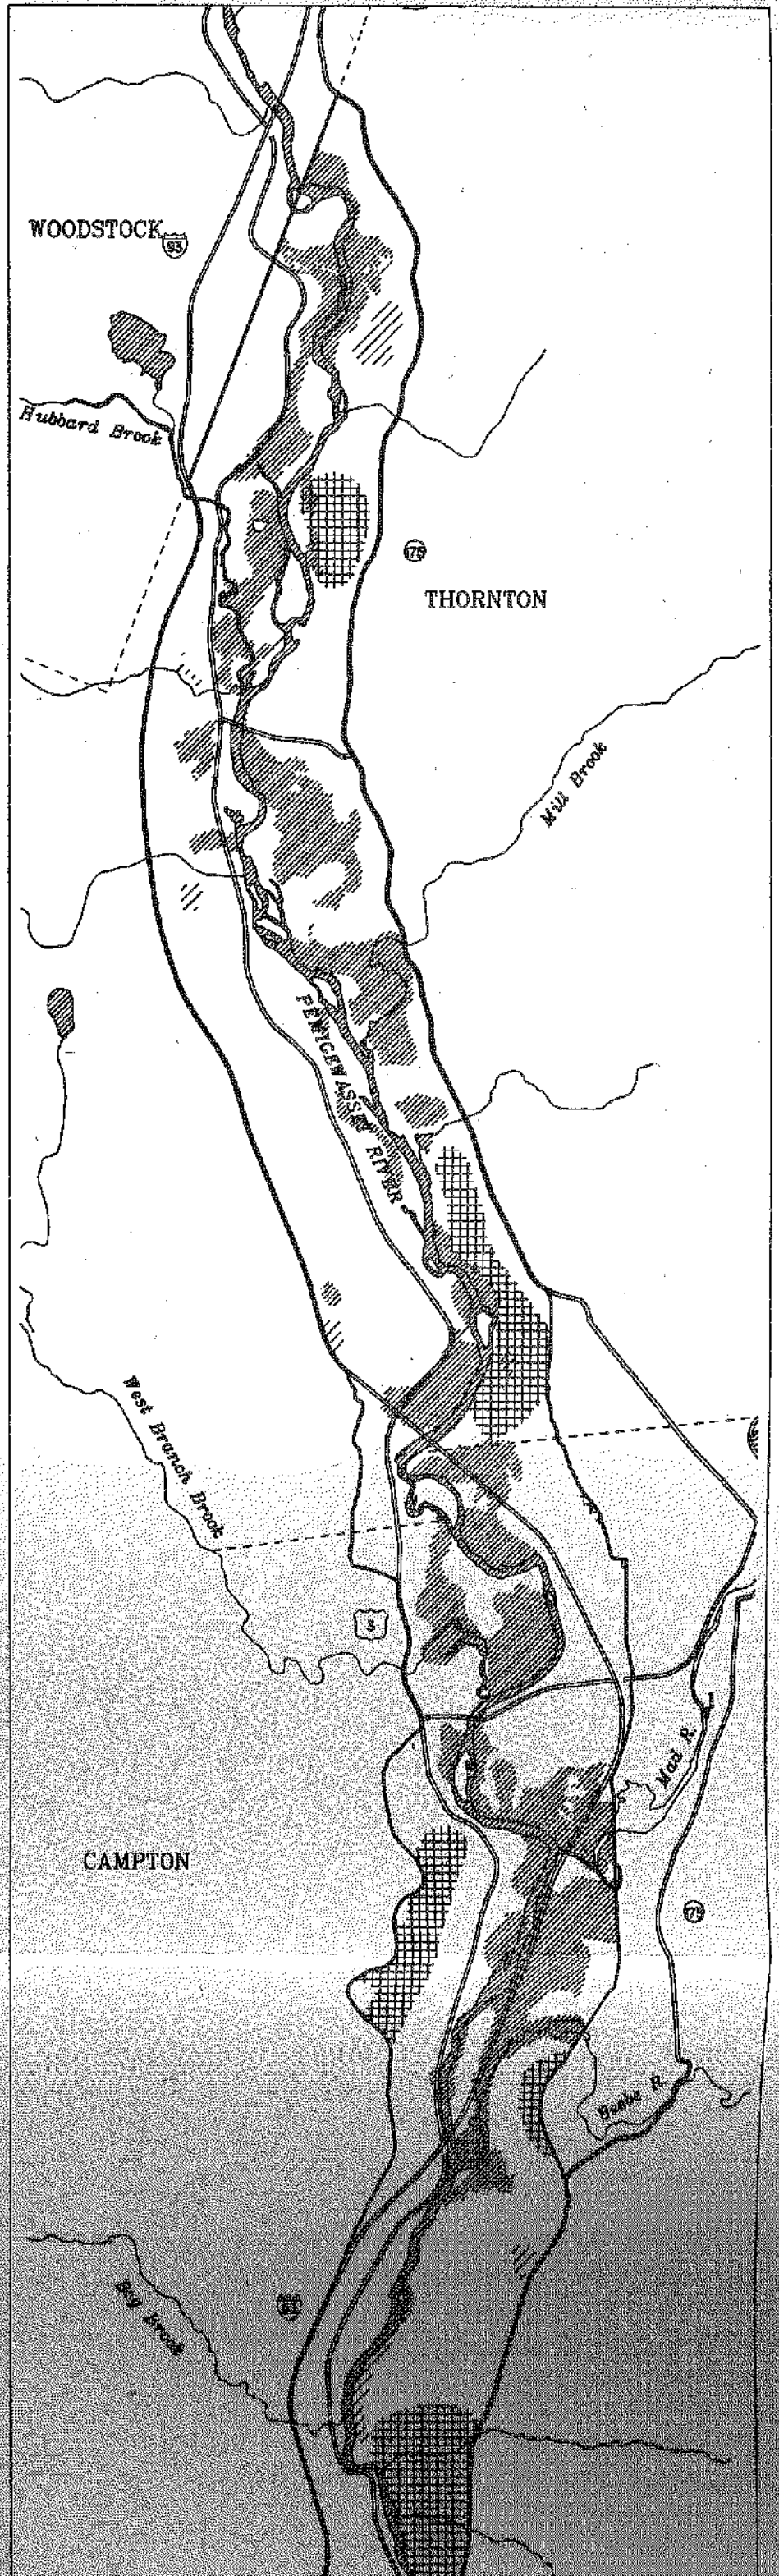 WOODSTOCK
93
Hubbard Brook
175
THORNTON
Mill Brook
PEMIGEWASSET RIVER
West Branch Brook
3
Mad R.
CAMPTON
175
Beebe R.
Bog Brook
93